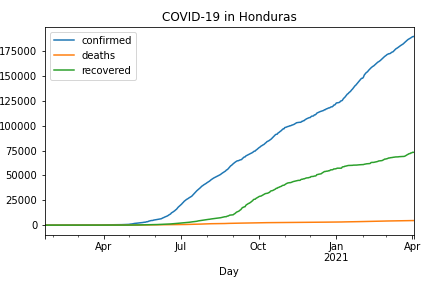 COVID-19 in Honduras
confirmed
deaths
recovered
175000
150000
125000
100000
75000
50000
25000
0
Apr Jul Oct Jan Apr
2021
Day